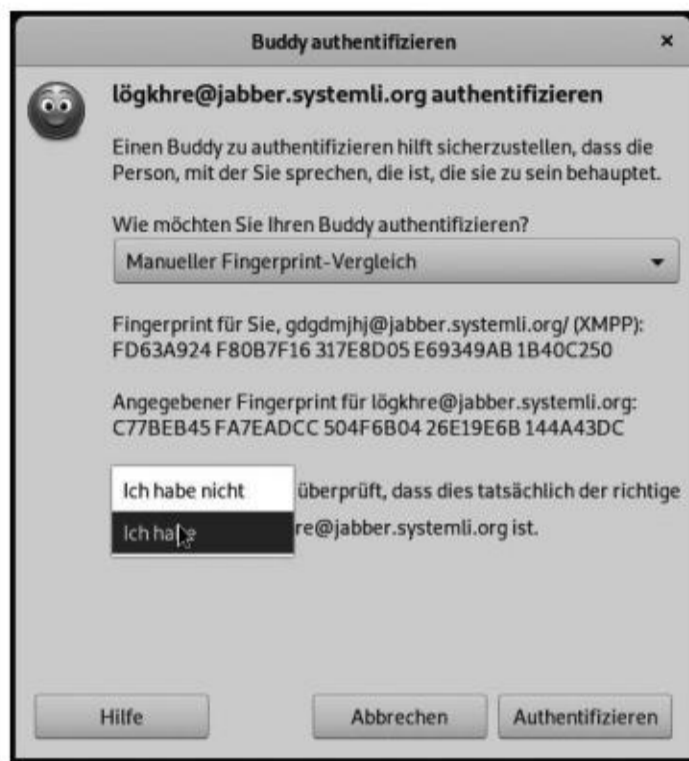 Buddy authentifizieren
lögkhre@jabber.systemli.org authentifizieren
Einen Buddy zu authentifizieren hilft sicherzustellen, dass die
Person, mit der Sie sprechen, die ist, die sie zu sein behauptet.
Wie möchten Sie Ihren Buddy authentifizieren?
Manueller Fingerprint-Vergleich
Fingerprint für Sie, gdgdmjhj@jabber.systemli.org/ (XMPP):
FD63A924 F80B7F16 317E8D05 E69349AB 1B40C250
Angegebener Fingerprint für lögkhre@jabber.systemli.org:
C77BEB45 FA7EADCC 504F6B04 26E19E6B 144A43DC
Ich habe nicht überprüft, dass dies tatsächlich der richtige
Ich habe re@jabber.systemli.org ist.
Hilfe Abbrechen Authentifizieren